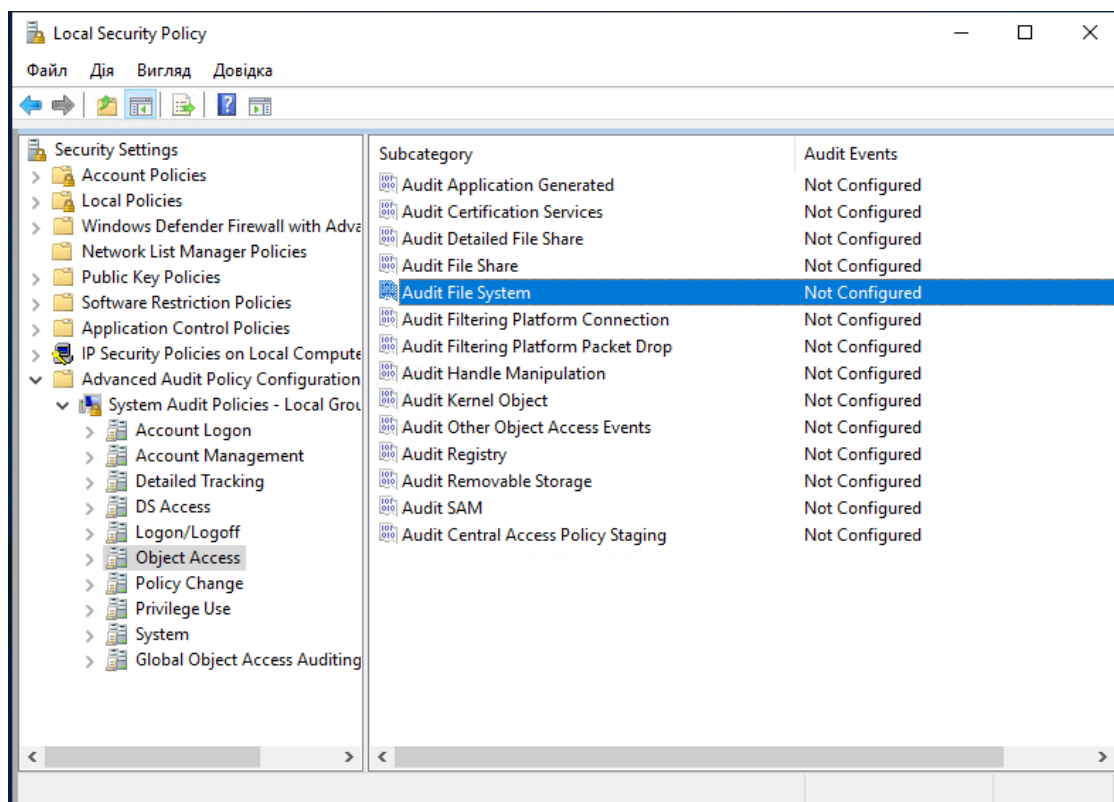 Local Security Policy
Файл Дія Вигляд Довідка
Security Settings
Account Policies
Local Policies
Windows Defender Firewall with Adva
Network List Manager Policies
Public Key Policies
Software Restriction Policies
Application Control Policies
IP Security Policies on Local Compute
Advanced Audit Policy Configuration
System Audit Policies - Local Grou
Account Logon
Account Management
Detailed Tracking
DS Access
Logon/Logoff
Object Access
Policy Change
Privilege Use
System
Global Object Access Auditing
Subcategory Audit Events
Audit Application Generated Not Configured
Audit Certification Services Not Configured
Audit Detailed File Share Not Configured
Audit File Share Not Configured
Audit File System Not Configured
Audit Filtering Platform Connection Not Configured
Audit Filtering Platform Packet Drop Not Configured
Audit Handle Manipulation Not Configured
Audit Kernel Object Not Configured
Audit Other Object Access Events Not Configured
Audit Registry Not Configured
Audit Removable Storage Not Configured
Audit SAM Not Configured
Audit Central Access Policy Staging Not Configured